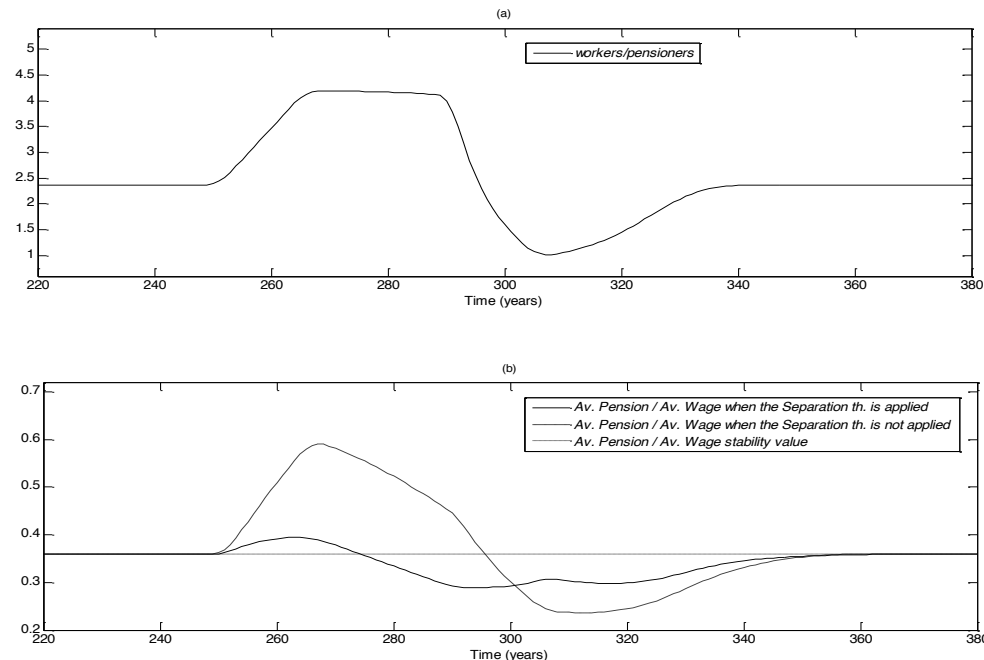 (a)
5
4.5
4
3.5
3
2.5
2
1.5
1
workers/pensioners
220 240 260 280 300 320 340 360 380
Time (years)
(b)
0.7
0.6
0.5
0.4
0.3
0.2
Av. Pension / Av. Wage when the Separation th. is applied
Av. Pension / Av. Wage when the Separation th. is not applied
Av. Pension / Av. Wage stability value
220 240 260 280 300 320 340 360 380
Time (years)